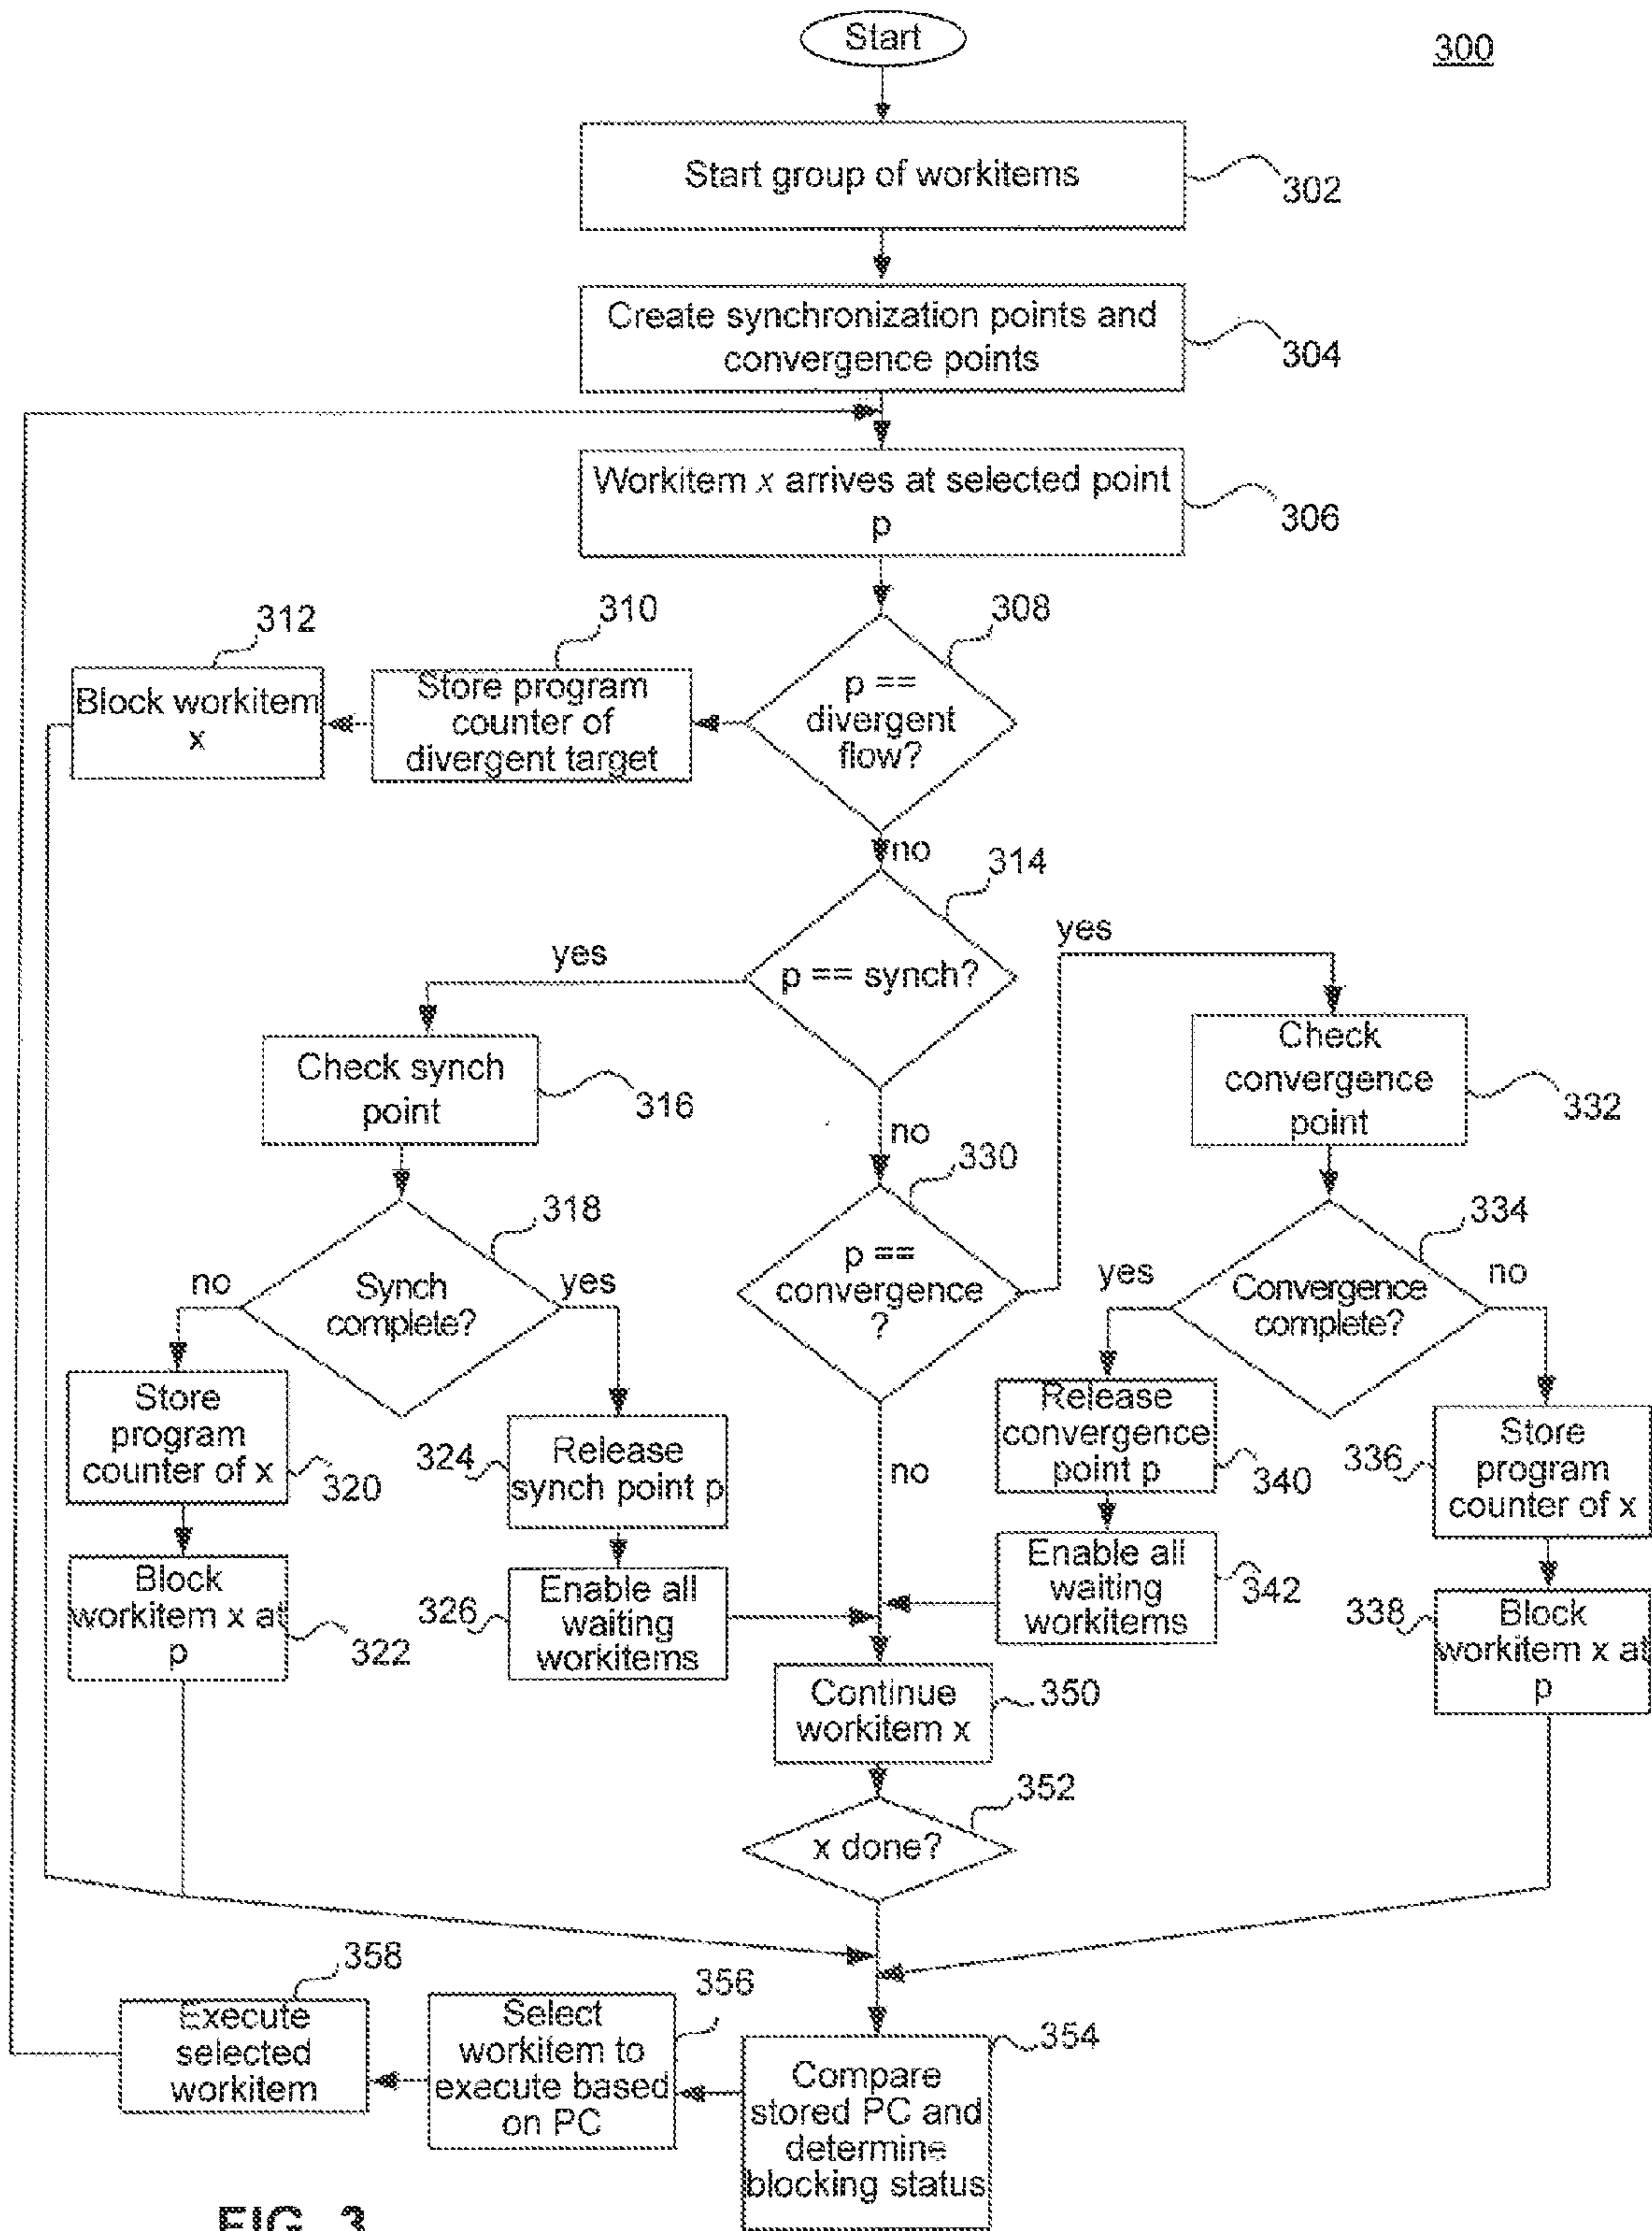 Start
300
Start group of workitems
302
Create synchronization points and
convergence points
304
Workitem x arrives at selected point
p
306
308
p ==
divergent
flow?
310
Store program
counter of
divergent target
312
Block workitem
x
no
314
p == synch?
yes
yes
Check synch
point
316
Check
convergence
point
332
no
330
p ==
convergence
?
318
Synch
complete?
no
yes
334
Convergence
complete?
yes
no
Store
program
counter of x
320
324
Release
synch point p
no
Release
convergence
point p
340
336
Store
program
counter of x
Block
workitem x at
p
322
326
Enable all
waiting
workitems
Enable all
waiting
workitems
342
338
Block
workitem x at
p
Continue
workitem x
350
352
x done?
358
Execute
selected
workitem
356
Select
workitem to
execute based
on PC
354
Compare
stored PC and
determine
blocking status
FIG. 3